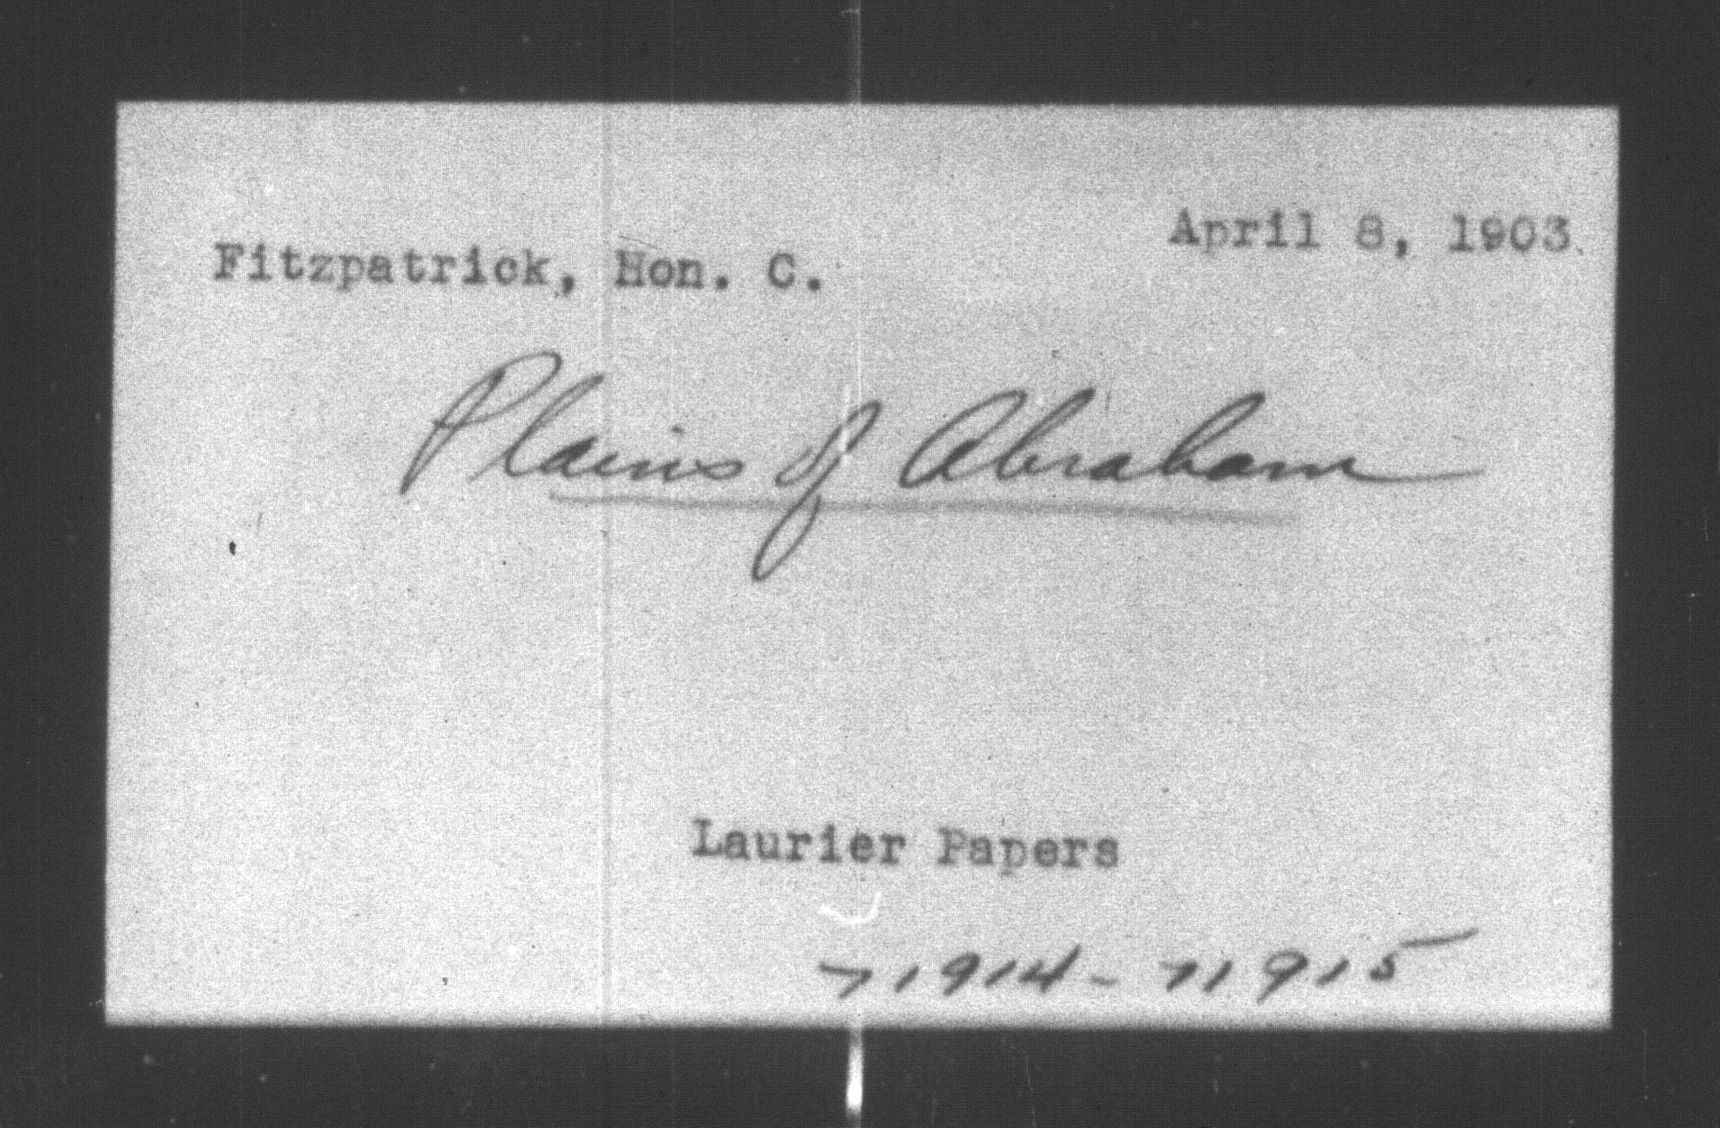 April 8, 1903.
Fitzpatrick, Hon. C.
Plains of Abraham
Laurier Papers
71914-71915